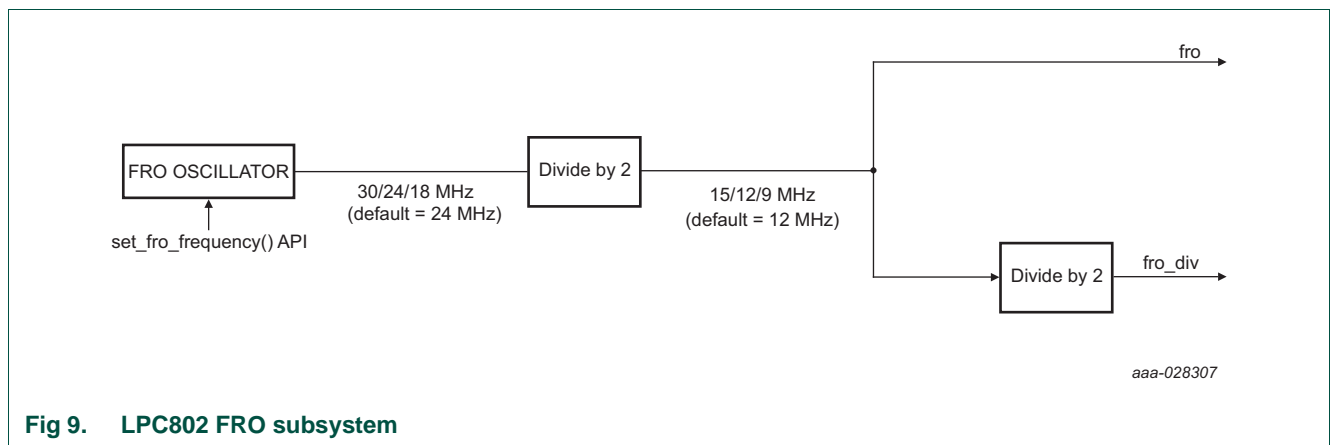 fro
FRO OSCILLATOR
30/24/18 MHz
(default = 24 MHz)
set_fro_frequency() API
Divide by 2
15/12/9 MHz
(default = 12 MHz)
Divide by 2
fro_div
aaa-028307
Fig 9. LPC802 FRO subsystem